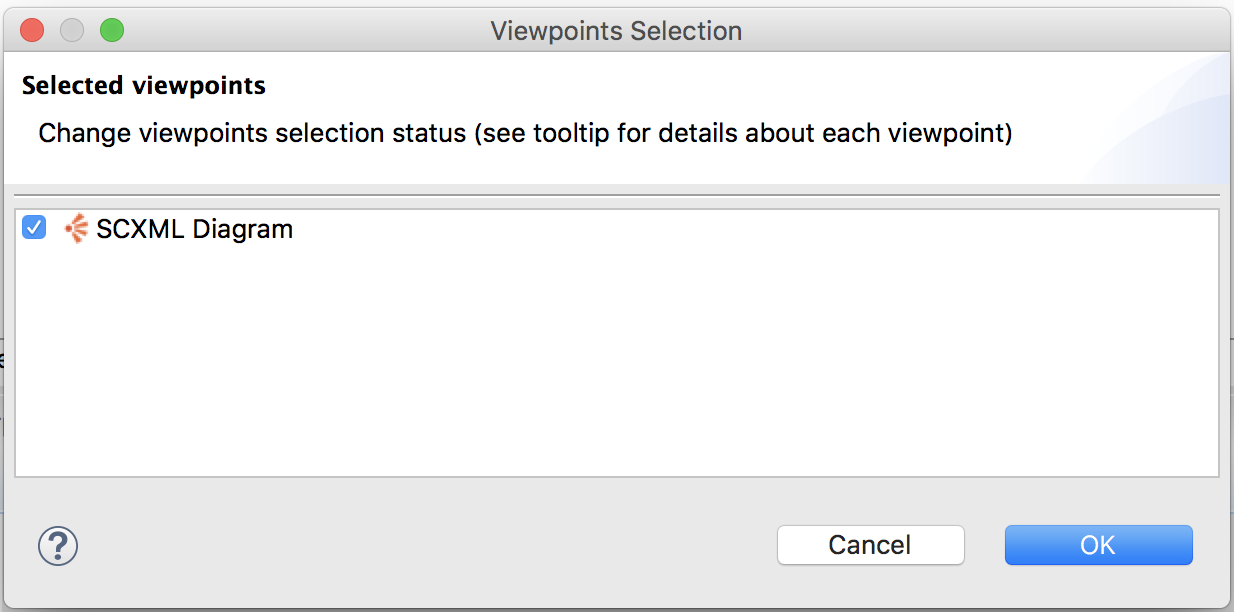 Viewpoints Selection
Selected viewpoints
Change viewpoints selection status (see tooltip for details about each viewpoint)
SCXML Diagram
?
Cancel
OK